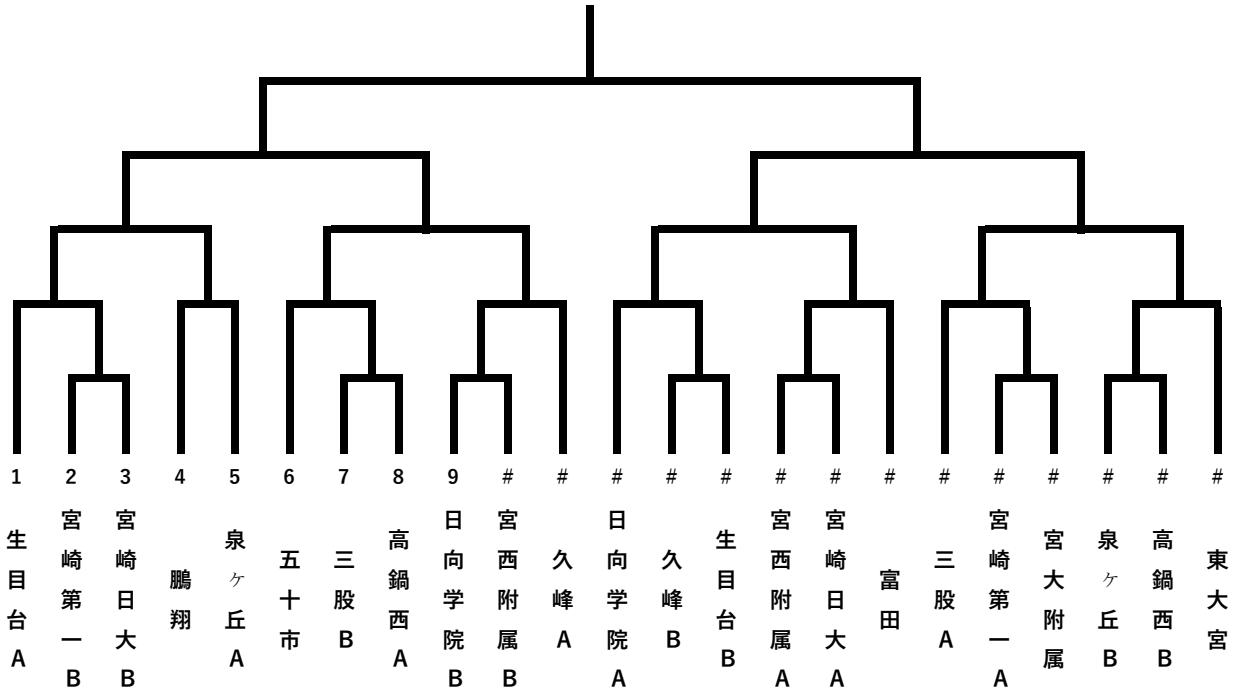 1 2 3 4 5 6 7 8 9 # # # # # # # # # # # # # #
生目台A
宮崎第一B
宮崎日大B
鵬翔
泉ヶ丘A
五十市
三股B
高鍋西A
日向学院B
宮西附属B
久峰A
日向学院A
久峰B
生目台B
宮西附属A
宮崎日大A
富田
三股A
宮崎第一A
宮大附属
泉ヶ丘B
高鍋西B
東大宮